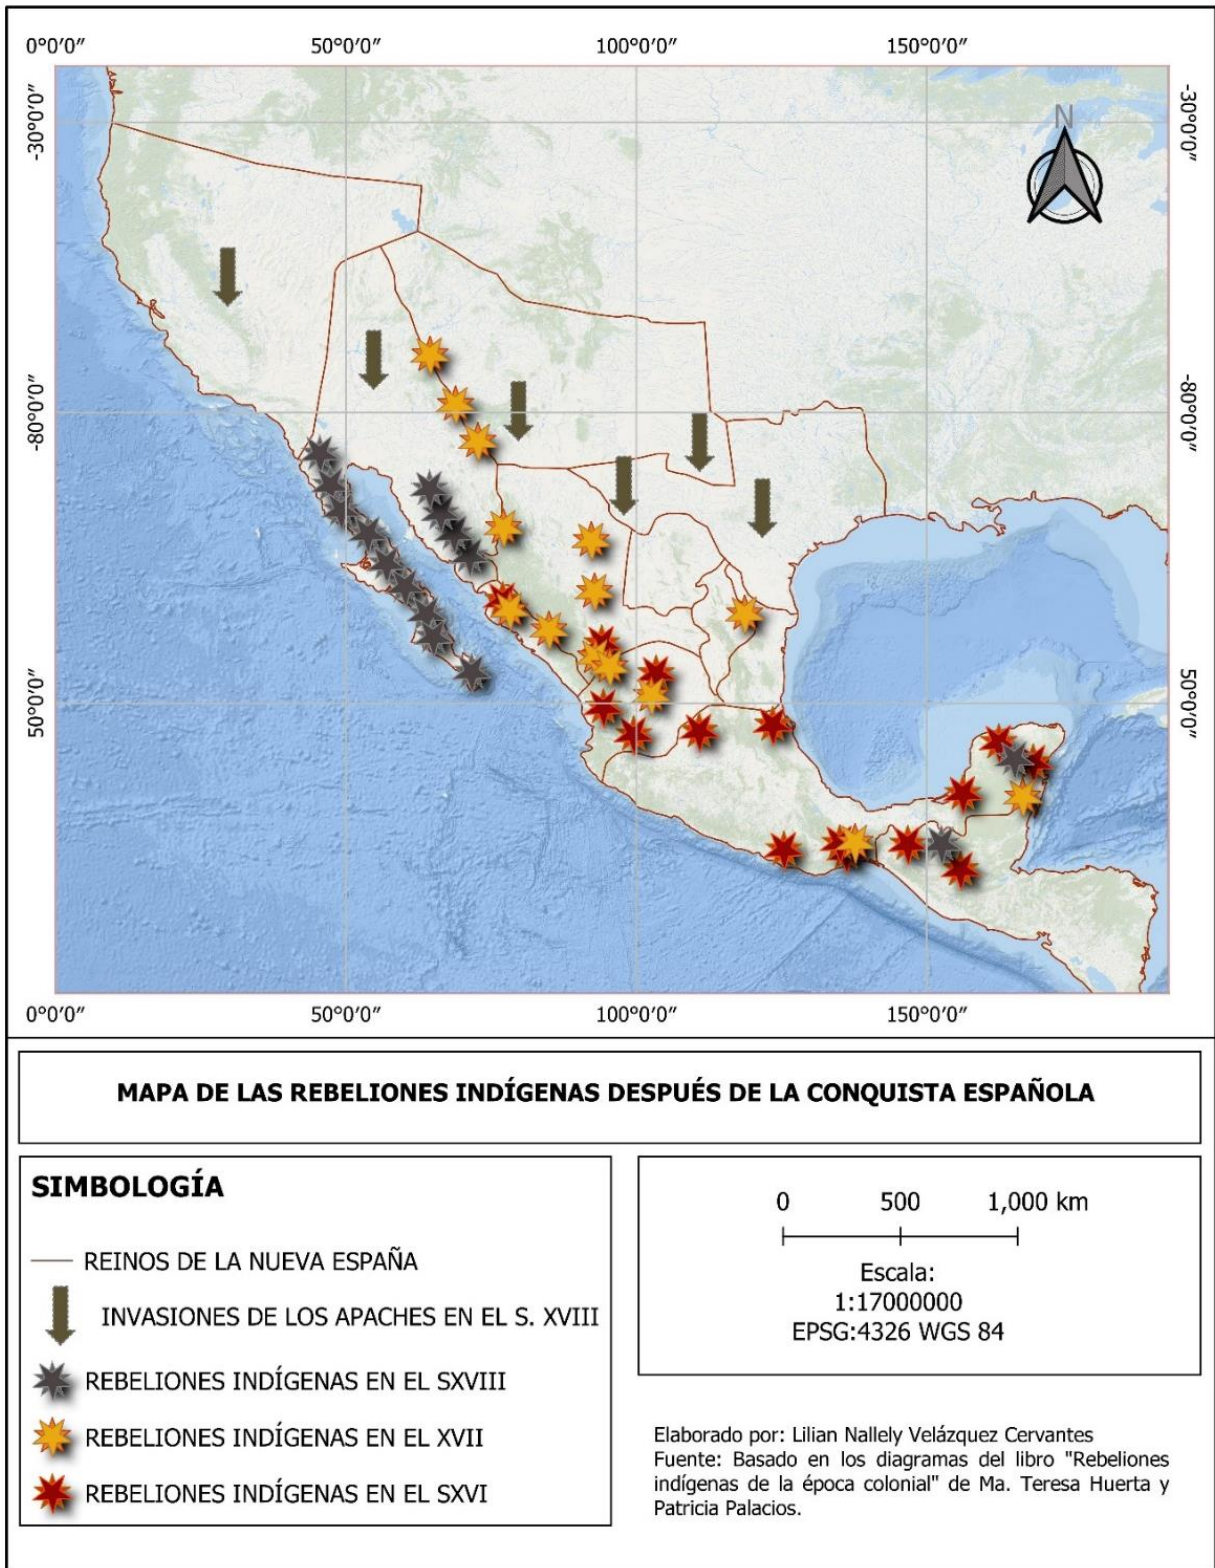 0°0′0″ 50°0′0″ 100°0′0″ 150°0′0″
-30°0′0″ -30°0′0″
N
-80°0′0″ -80°0′0″
50°0′0″ 50°0′0″
0°0′0″ 50°0′0″ 100°0′0″ 150°0′0″
MAPA DE LAS REBELIONES INDÍGENAS DESPUÉS DE LA CONQUISTA ESPAÑOLA
SIMBOLOGÍA
REINOS DE LA NUEVA ESPAÑA
INVASIONES DE LOS APACHES EN EL S. XVIII
REBELIONES INDÍGENAS EN EL SXVIII
REBELIONES INDÍGENAS EN EL XVII
REBELIONES INDÍGENAS EN EL SXVI
0 500 1,000 km
Escala:
1:17000000
EPSG:4326 WGS 84
Elaborado por: Lilian Nallely Velázquez Cervantes
Fuente: Basado en los diagramas del libro "Rebeliones
indígenas de la época colonial" de Ma. Teresa Huerta y
Patricia Palacios.